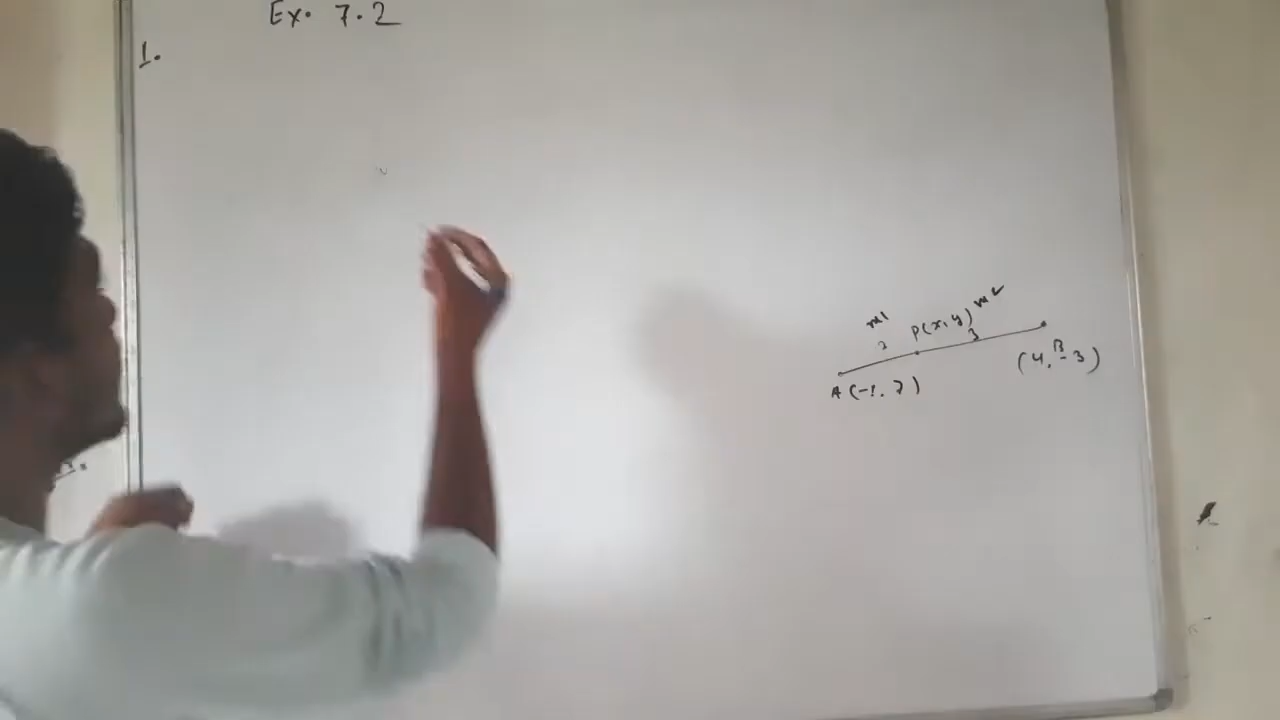 Ex. 7.2
1.
m1 m2
2 P(x, y) 3
A (-1, 7) B (4, -3)